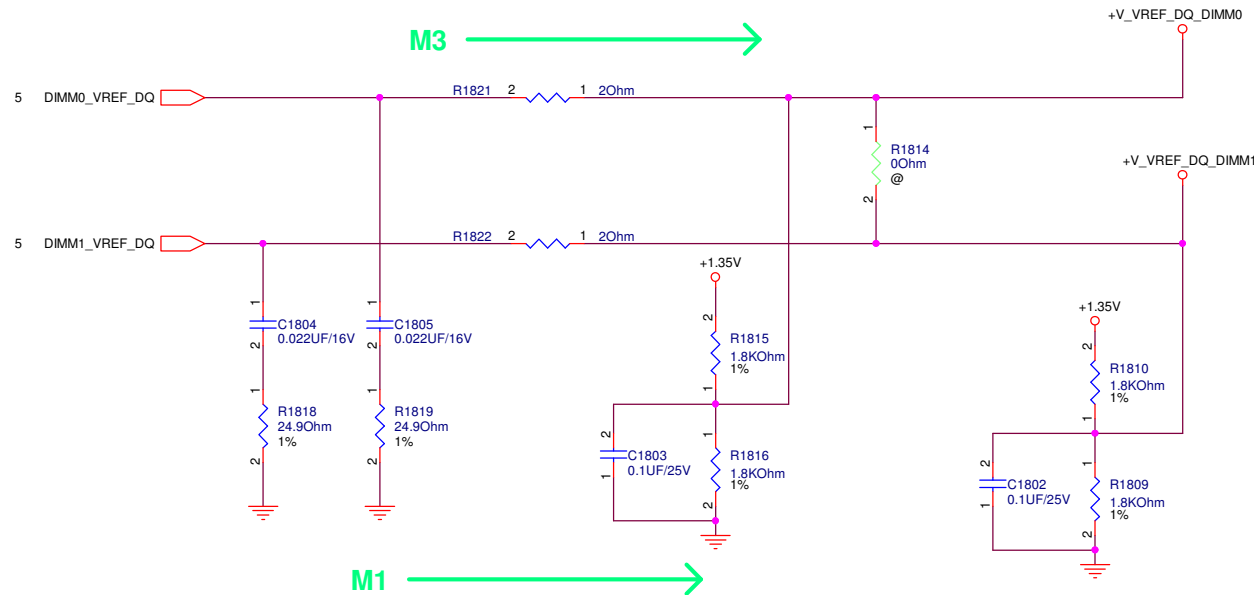 +V_VREF_DQ_DIMM0
M3
5 DIMM0_VREF_DQ
R1821 2 1 2Ohm
1
R1814
0Ohm
@
2
+V_VREF_DQ_DIMM1
5 DIMM1_VREF_DQ
R1822 2 1 2Ohm
+1.35V
+1.35V
1
C1804
0.022UF/16V
2
1
C1805
0.022UF/16V
2
2
R1815
1.8KOhm
1%
1
2
R1810
1.8KOhm
1%
1
1
R1818
24.9Ohm
1%
2
1
R1819
24.9Ohm
1%
2
2
C1803
0.1UF/25V
1
1
R1816
1.8KOhm
1%
2
2
C1802
0.1UF/25V
1
1
R1809
1.8KOhm
1%
2
M1